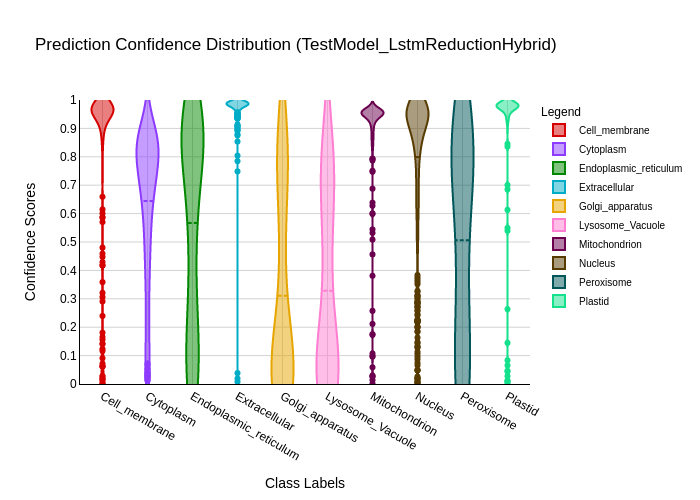 Prediction Confidence Distribution (TestModel_LstmReductionHybrid)
Legend
Cell_membrane
Cytoplasm
Endoplasmic_reticulum
Extracellular
Golgi_apparatus
Lysosome_Vacuole
Mitochondrion
Nucleus
Peroxisome
Plastid
Confidence Scores
1
0.9
0.8
0.7
0.6
0.5
0.4
0.3
0.2
0.1
0
Cell_membrane
Cytoplasm
Endoplasmic_reticulum
Extracellular
Golgi_apparatus
Lysosome_Vacuole
Mitochondrion
Nucleus
Peroxisome
Plastid
Class Labels